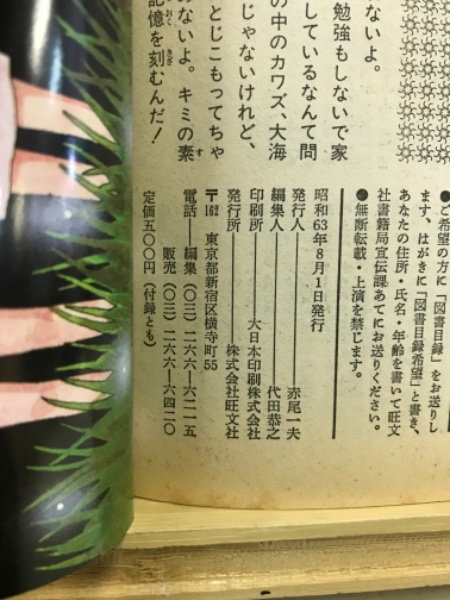 ●ご希望の方に「図書目録」をお送りし
ます、はがきに「図書目録希望」と書き、
あなたの住所・氏名・年齢を書いて旺文
社書籍局宣伝課あてにお送りください。
●無断転載・上演を禁じます。
ないよ。
勉強もしないで家
しているなんて問
の中のカワズ、大海
じゃないけれど、
とじこもってちゃ
めないよ。キミの素
記憶を刻むんだ！
昭和63年8月1日発行
発行人――赤尾一夫
編集人――代田恭之
印刷所――大日本印刷株式会社
発行所――株式会社旺文社
〒162 東京都新宿区横寺町55
電話――編集（〇三）二六六―六二一五
販売（〇三）二六六―六四二〇
定価五〇〇円（付録とも）